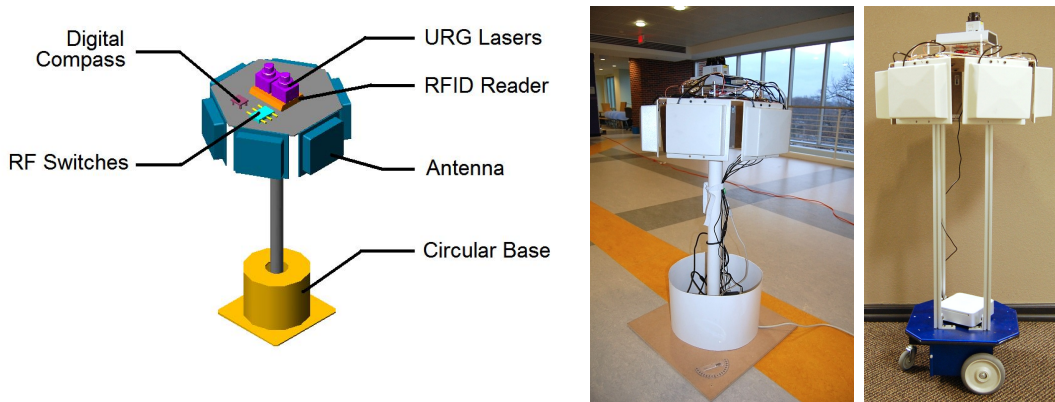 Digital
Compass
URG Lasers
RFID Reader
RF Switches
Antenna
Circular Base